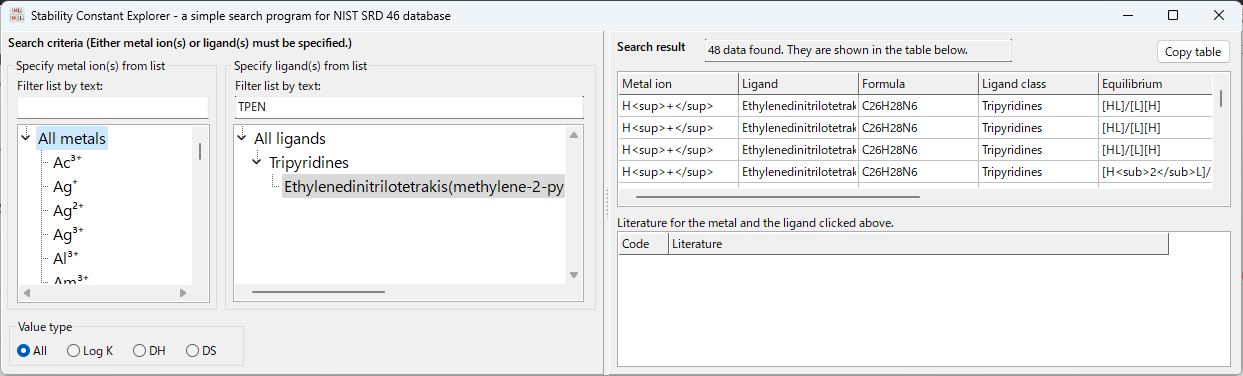 Stability Constant Explorer - a simple search program for NIST SRD 46 database
Search criteria (Either metal ion(s) or ligand(s) must be specified.)
Specify metal ion(s) from list
Filter list by text:
All metals
Ac³⁺
Ag⁺
Ag²⁺
Ag³⁺
Al³⁺
Am³⁺
Specify ligand(s) from list
Filter list by text:
TPEN
All ligands
Tripyridines
Ethylenedinitrilotetrakis(methylene-2-py
Value type
All Log K DH DS
Search result 48 data found. They are shown in the table below. Copy table
Metal ion Ligand Formula Ligand class Equilibrium
H<sup>+</sup> Ethylenedinitrilotetrak C26H28N6 Tripyridines [HL]/[L][H]
H<sup>+</sup> Ethylenedinitrilotetrak C26H28N6 Tripyridines [HL]/[L][H]
H<sup>+</sup> Ethylenedinitrilotetrak C26H28N6 Tripyridines [HL]/[L][H]
H<sup>+</sup> Ethylenedinitrilotetrak C26H28N6 Tripyridines [H<sub>2</sub>L]/
Literature for the metal and the ligand clicked above.
Code Literature